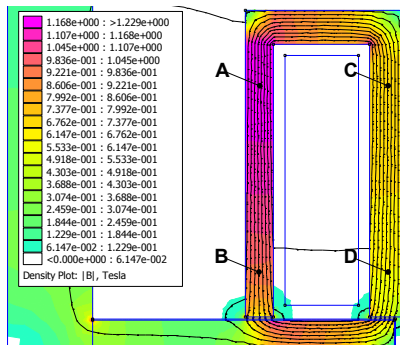 1.168e+000 : >1.229e+000
1.107e+000 : 1.168e+000
1.045e+000 : 1.107e+000
9.836e-001 : 1.045e+000
9.221e-001 : 9.836e-001
8.606e-001 : 9.221e-001
7.992e-001 : 8.606e-001
7.377e-001 : 7.992e-001
6.762e-001 : 7.377e-001
6.147e-001 : 6.762e-001
5.533e-001 : 6.147e-001
4.918e-001 : 5.533e-001
4.303e-001 : 4.918e-001
3.688e-001 : 4.303e-001
3.074e-001 : 3.688e-001
2.459e-001 : 3.074e-001
1.844e-001 : 2.459e-001
1.229e-001 : 1.844e-001
6.147e-002 : 1.229e-001
<0.000e+000 : 6.147e-002
Density Plot: |B|, Tesla
A
C
B
D